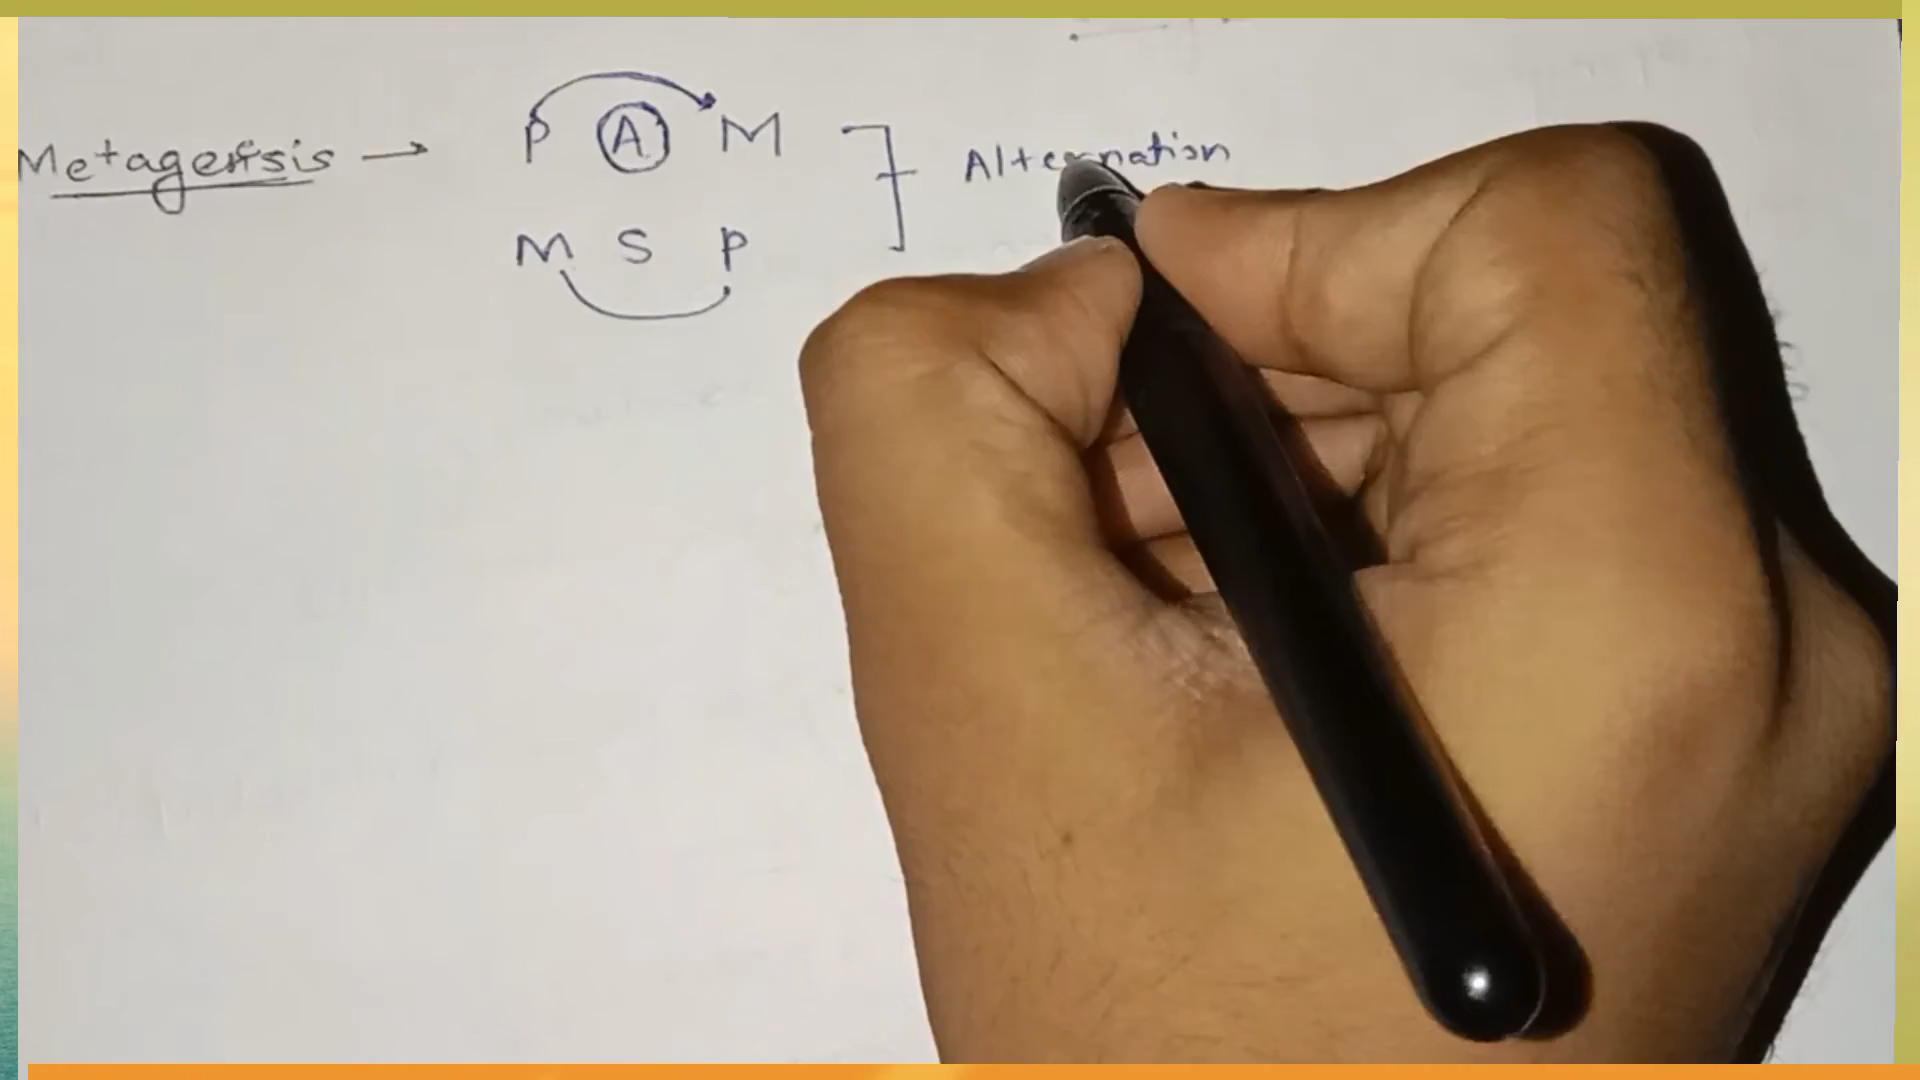 Metagensis → P A M ] Alternation
M S P